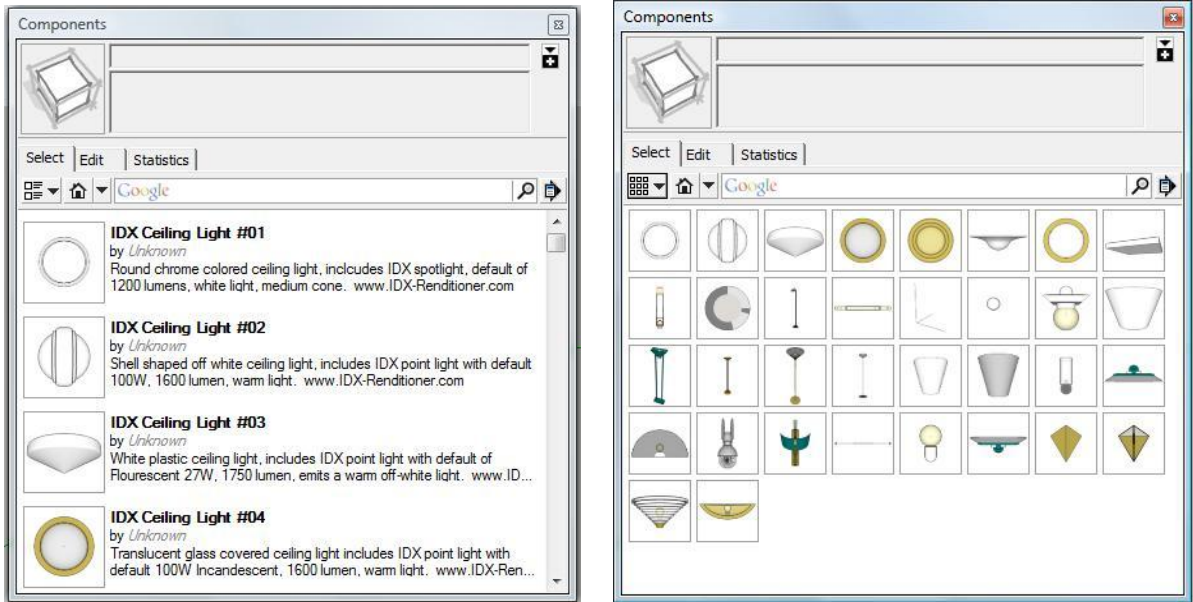 Components
Select
Edit
Statistics
Google
IDX Ceiling Light #01
by Unknown
Round chrome colored ceiling light, inclcudes IDX spotlight, default of
1200 lumens, white light, medium cone. www.IDX-Renditioner.com
IDX Ceiling Light #02
by Unknown
Shell shaped off white ceiling light, includes IDX point light with default
100W, 1600 lumen, warm light. www.IDX-Renditioner.com
IDX Ceiling Light #03
by Unknown
White plastic ceiling light, includes IDX point light with default of
Flourescent 27W, 1750 lumen, emits a warm off-white light. www.ID...
IDX Ceiling Light #04
by Unknown
Translucent glass covered ceiling light includes IDX point light with
default 100W Incandescent, 1600 lumen, warm light. www.IDX-Ren...
Components
Select
Edit
Statistics
Google